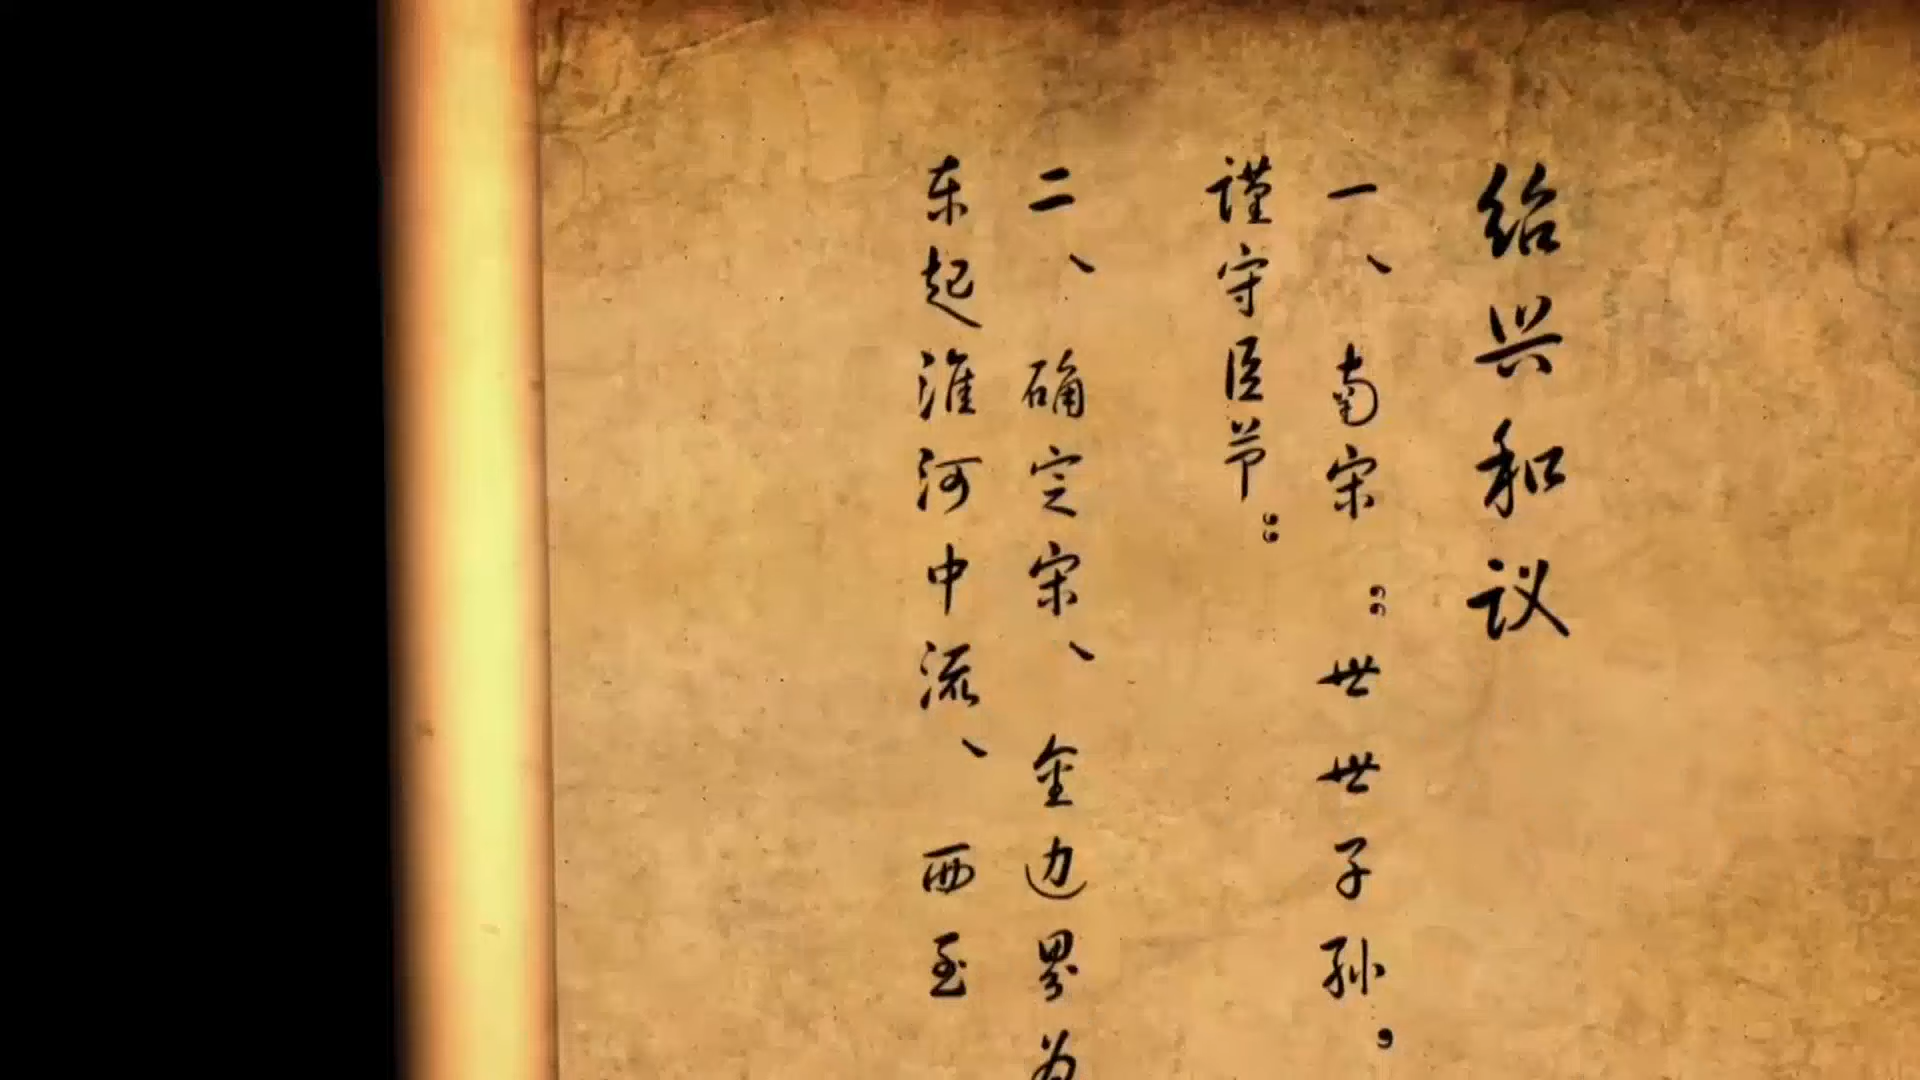 绍兴和议
一、南宋“世世子孙，
谨守臣节”
二、确定宋、金边界为
东起淮河中流、西至